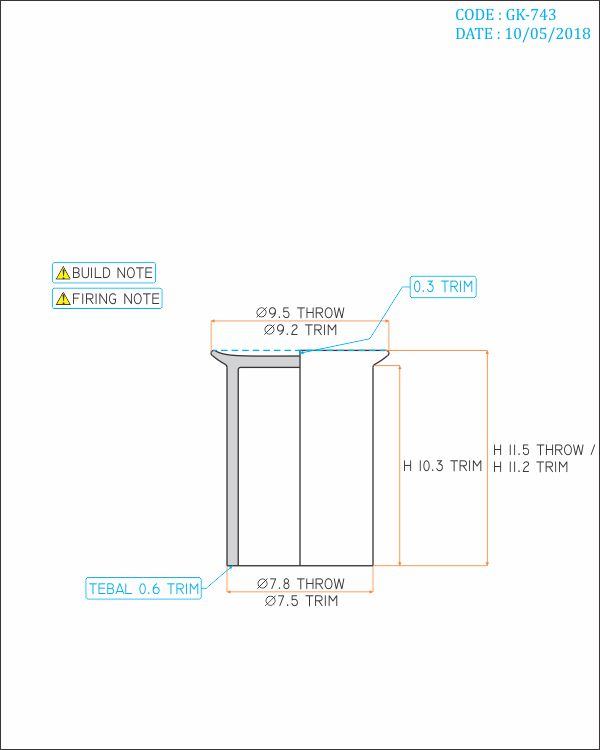 CODE : GK-743
DATE : 10/05/2018
BUILD NOTE
FIRING NOTE
0.3 TRIM
Ø9.5 THROW
Ø9.2 TRIM
H 10.3 TRIM
H 11.5 THROW /
H 11.2 TRIM
TEBAL 0.6 TRIM
Ø7.8 THROW
Ø7.5 TRIM